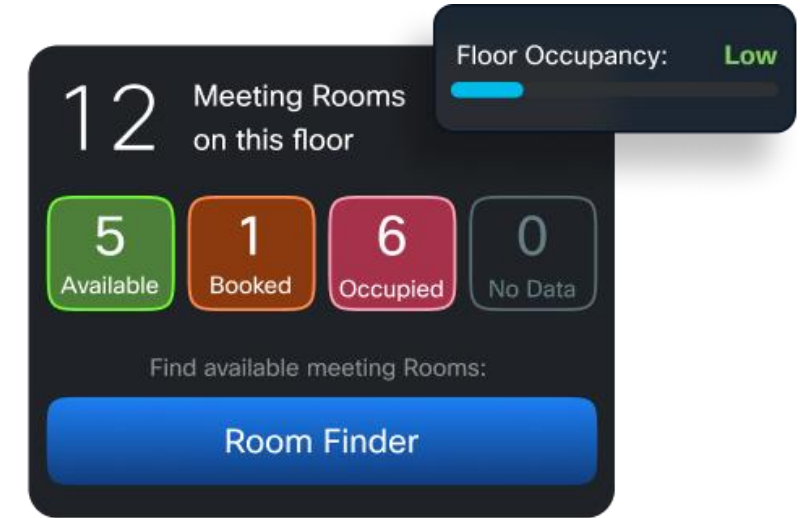 Floor Occupancy: Low
12
Meeting Rooms
on this floor
5
Available
1
Booked
6
Occupied
0
No Data
Find available meeting Rooms:
Room Finder